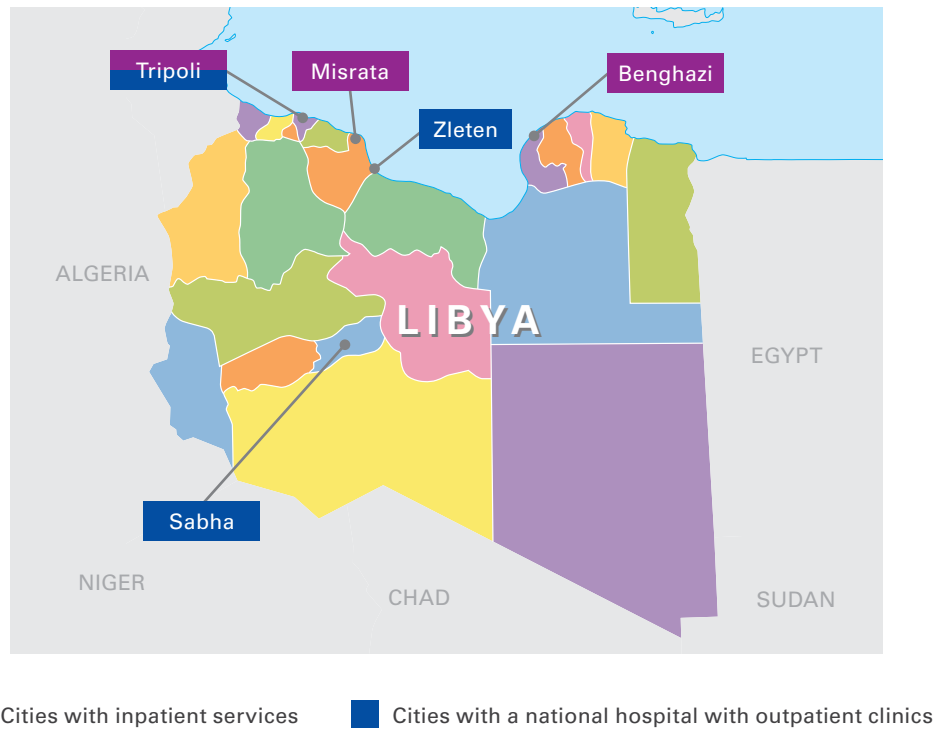 Tripoli
Misrata
Benghazi
Zleten
ALGERIA
LIBYA
EGYPT
Sabha
NIGER
CHAD
SUDAN
Cities with inpatient services
Cities with a national hospital with outpatient clinics